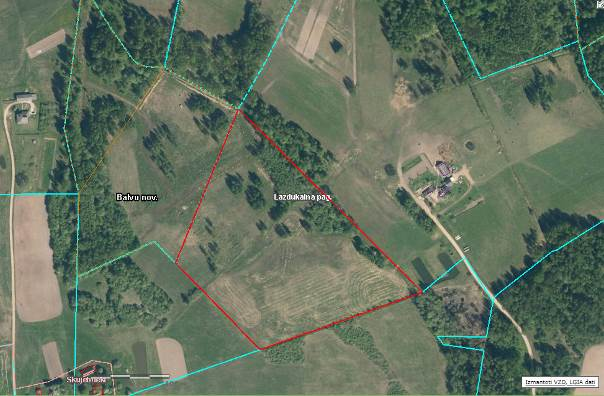 Balvu nov.
Lazdukalna pag.
Izmantoti VZD, LGIA dati